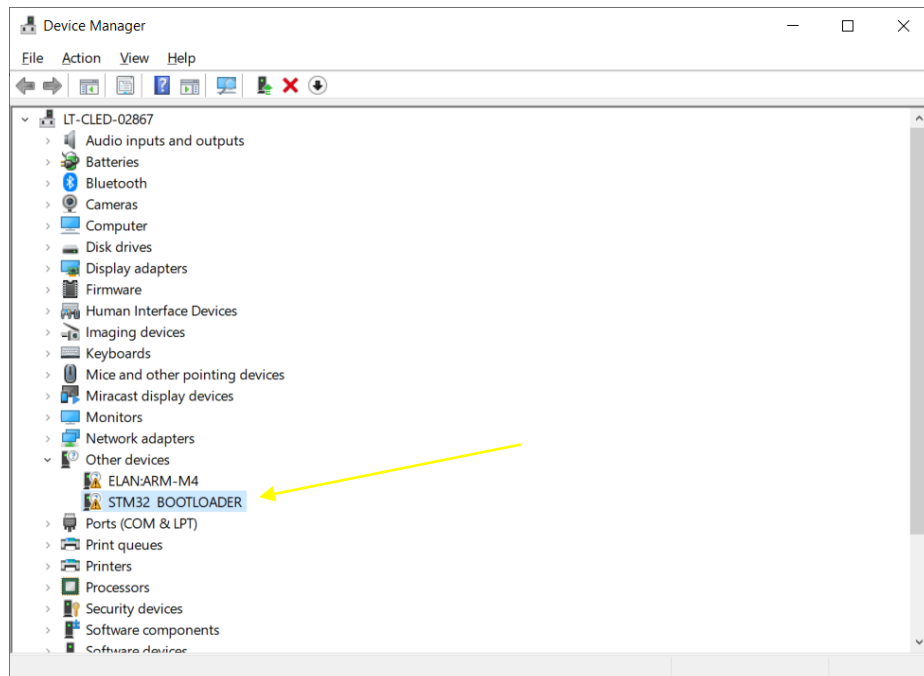 Device Manager
File Action View Help
LT-CLED-02867
Audio inputs and outputs
Batteries
Bluetooth
Cameras
Computer
Disk drives
Display adapters
Firmware
Human Interface Devices
Imaging devices
Keyboards
Mice and other pointing devices
Miracast display devices
Monitors
Network adapters
Other devices
ELAN:ARM-M4
STM32 BOOTLOADER
Ports (COM & LPT)
Print queues
Printers
Processors
Security devices
Software components
Software devices